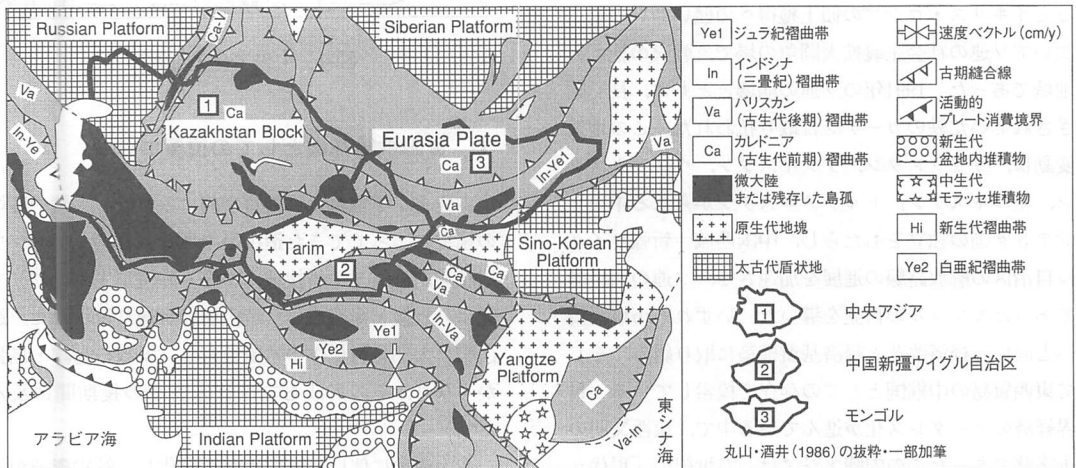 Russian Platform
Siberian Platform
Ca-V
Va
1
Ca
Kazakhstan Block
Eurasia Plate
Ca
3
In-Ye1
Va
In-Ye
Va
Ca
Tarim
2
Sino-Korean
Platform
Ca
Va
Ca
In-Va
Ye1
Ye2
Hi
Yangtze
Platform
Ca
Va-In
Indian Platform
アラビア海
東シナ海
Ye1 ジュラ紀褶曲帯
In インドシナ
(三畳紀)褶曲帯
Va バリスカン
(古生代後期)褶曲帯
Ca カレドニア
(古生代前期)褶曲帯
微大陸
または残存した島孤
原生代地塊
太古代盾状地
速度ベクトル(cm/y)
古期縫合線
活動的
プレート消費境界
新生代
盆地内堆積物
中生代
モラッセ堆積物
Hi 新生代褶曲帯
Ye2 白亜紀褶曲帯
1 中央アジア
2 中国新疆ウイグル自治区
3 モンゴル
丸山・酒井(1986)の抜粋・一部加筆